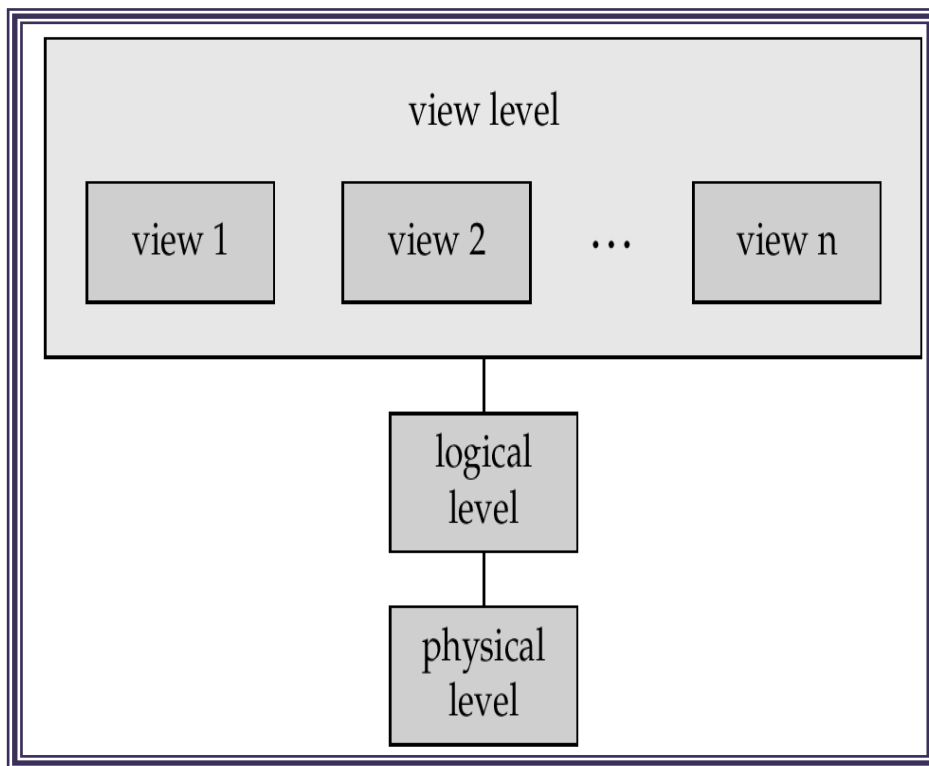 view level
view 1
view 2
...
view n
logical
level
physical
level